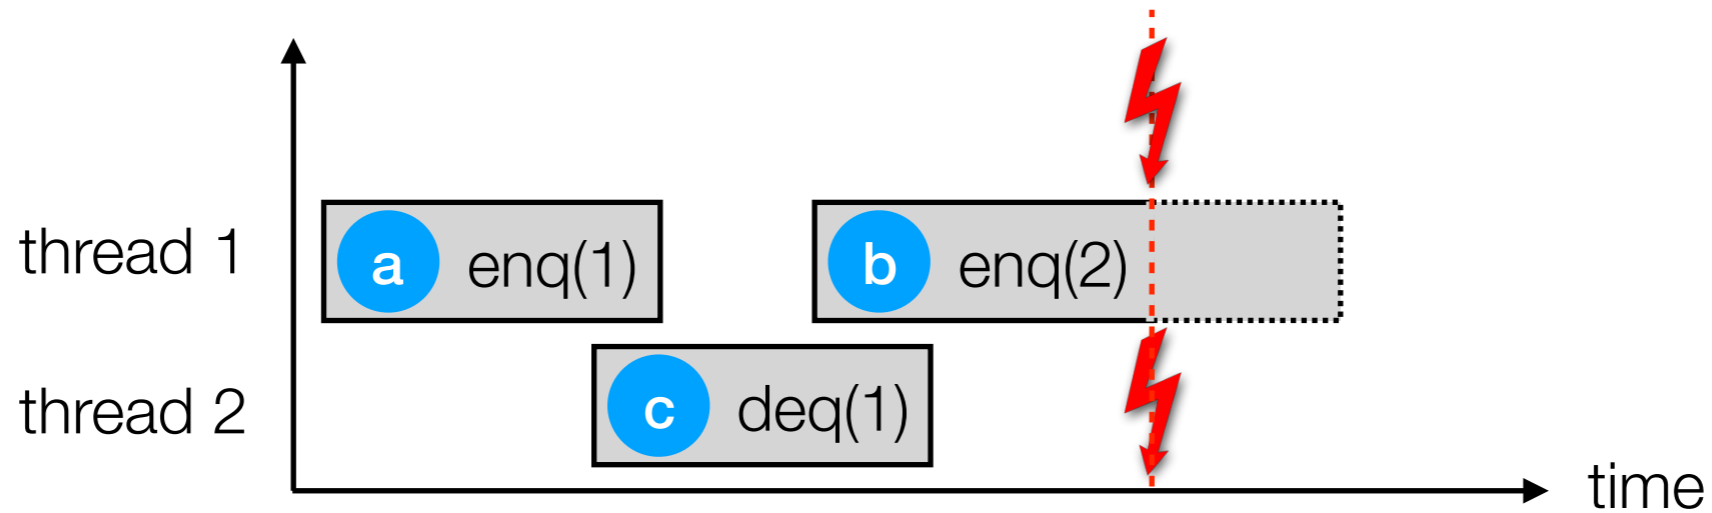 thread 1 a enq(1) b enq(2)
thread 2 c deq(1)
time